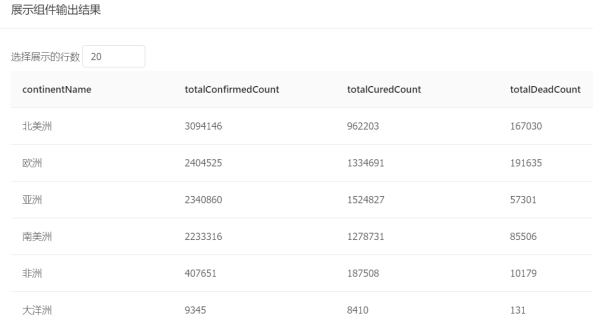 展示组件输出结果
选择展示的行数 20
continentName totalConfirmedCount totalCuredCount totalDeadCount
北美洲 3094146 962203 167030
欧洲 2404525 1334691 191635
亚洲 2340860 1524827 57301
南美洲 2233316 1278731 85506
非洲 407651 187508 10179
大洋洲 9345 8410 131